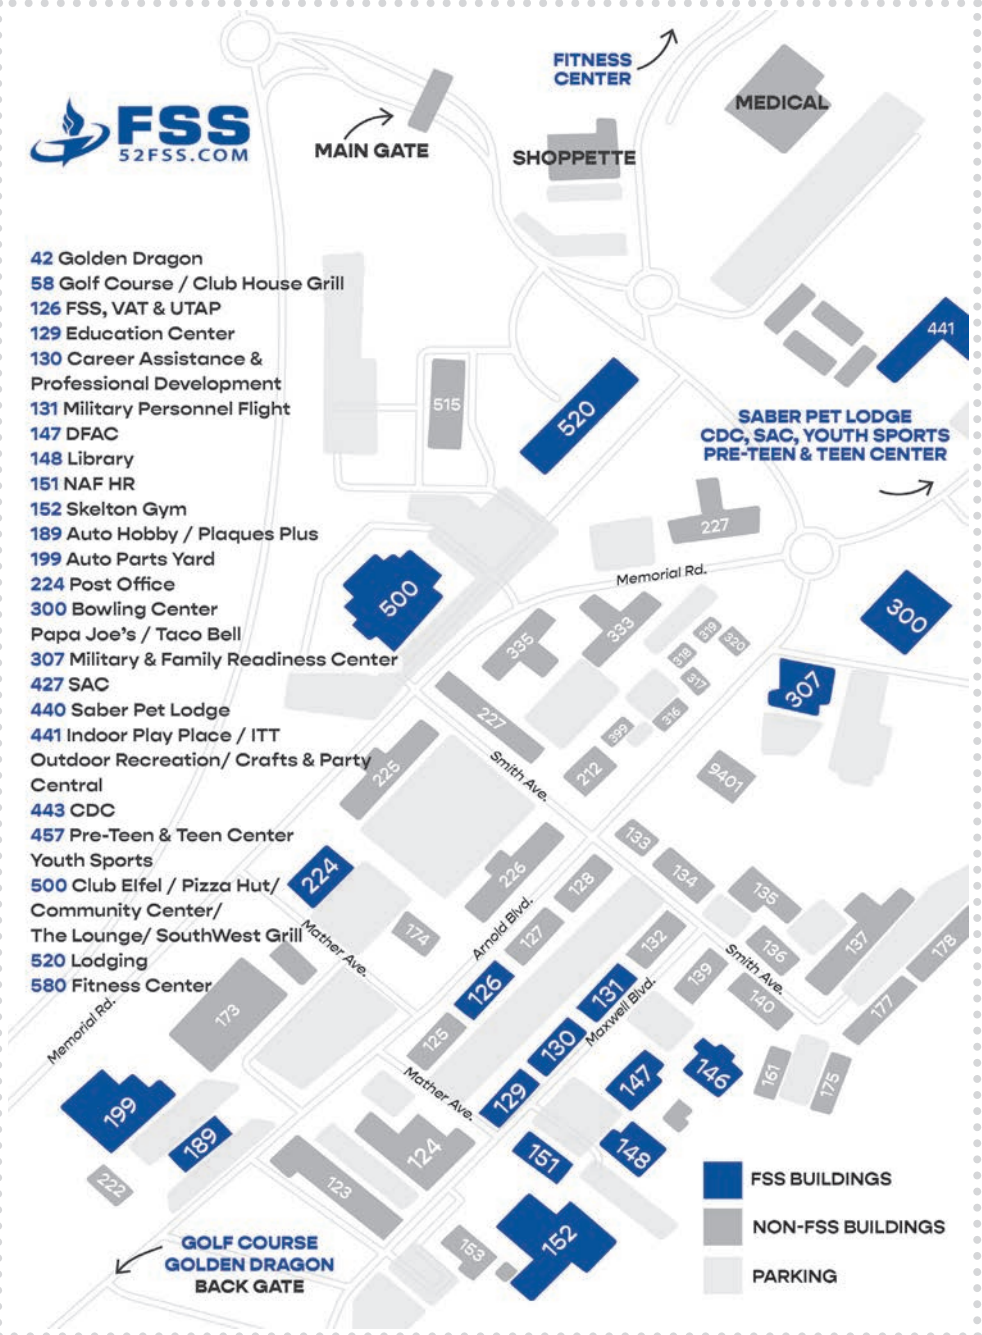 FITNESS
CENTER
MEDICAL
FSS
52FSS.COM
MAIN GATE
SHOPPETTE
42 Golden Dragon
58 Golf Course / Club House Grill
126 FSS, VAT & UTAP
129 Education Center
130 Career Assistance &
Professional Development
131 Military Personnel Flight
147 DFAC
148 Library
151 NAF HR
152 Skelton Gym
189 Auto Hobby / Plaques Plus
199 Auto Parts Yard
224 Post Office
300 Bowling Center
Papa Joe's / Taco Bell
307 Military & Family Readiness Center
427 SAC
440 Saber Pet Lodge
441 Indoor Play Place / ITT
Outdoor Recreation/ Crafts & Party
Central
443 CDC
457 Pre-Teen & Teen Center
Youth Sports
500 Club Elfel / Pizza Hut/
Community Center/
The Lounge/ SouthWest Grill
520 Lodging
580 Fitness Center
441
515
520
SABER PET LODGE
CDC, SAC, YOUTH SPORTS
PRE-TEEN & TEEN CENTER
227
Memorial Rd.
500
300
335
333
319
320
318
317
316
399
307
227
Smith Ave.
212
9401
225
224
226
128
133
134
135
137
178
Mather Ave.
174
Arnold Blvd.
127
132
136
Smith Ave.
139
140
177
126
131
Maxwell Blvd.
173
125
130
Memorial Rd.
199
189
222
Mather Ave.
129
147
146
161
175
124
123
151
148
152
153
GOLF COURSE
GOLDEN DRAGON
BACK GATE
FSS BUILDINGS
NON-FSS BUILDINGS
PARKING